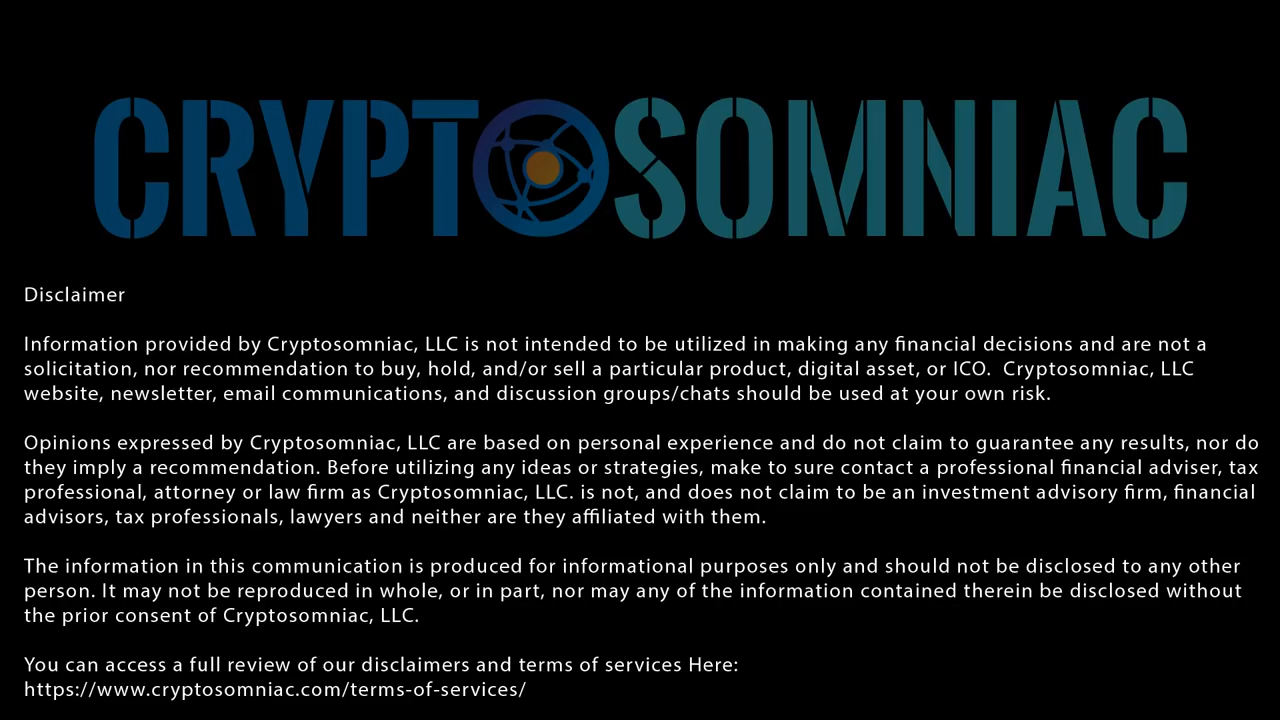 CRYPTOSOMNIAC
Disclaimer
Information provided by Cryptosomniac, LLC is not intended to be utilized in making any financial decisions and are not a
solicitation, nor recommendation to buy, hold, and/or sell a particular product, digital asset, or ICO.  Cryptosomniac, LLC
website, newsletter, email communications, and discussion groups/chats should be used at your own risk.
Opinions expressed by Cryptosomniac, LLC are based on personal experience and do not claim to guarantee any results, nor do
they imply a recommendation. Before utilizing any ideas or strategies, make to sure contact a professional financial adviser, tax
professional, attorney or law firm as Cryptosomniac, LLC. is not, and does not claim to be an investment advisory firm, financial
advisors, tax professionals, lawyers and neither are they affiliated with them.
The information in this communication is produced for informational purposes only and should not be disclosed to any other
person. It may not be reproduced in whole, or in part, nor may any of the information contained therein be disclosed without
the prior consent of Cryptosomniac, LLC.
You can access a full review of our disclaimers and terms of services Here:
https://www.cryptosomniac.com/terms-of-services/